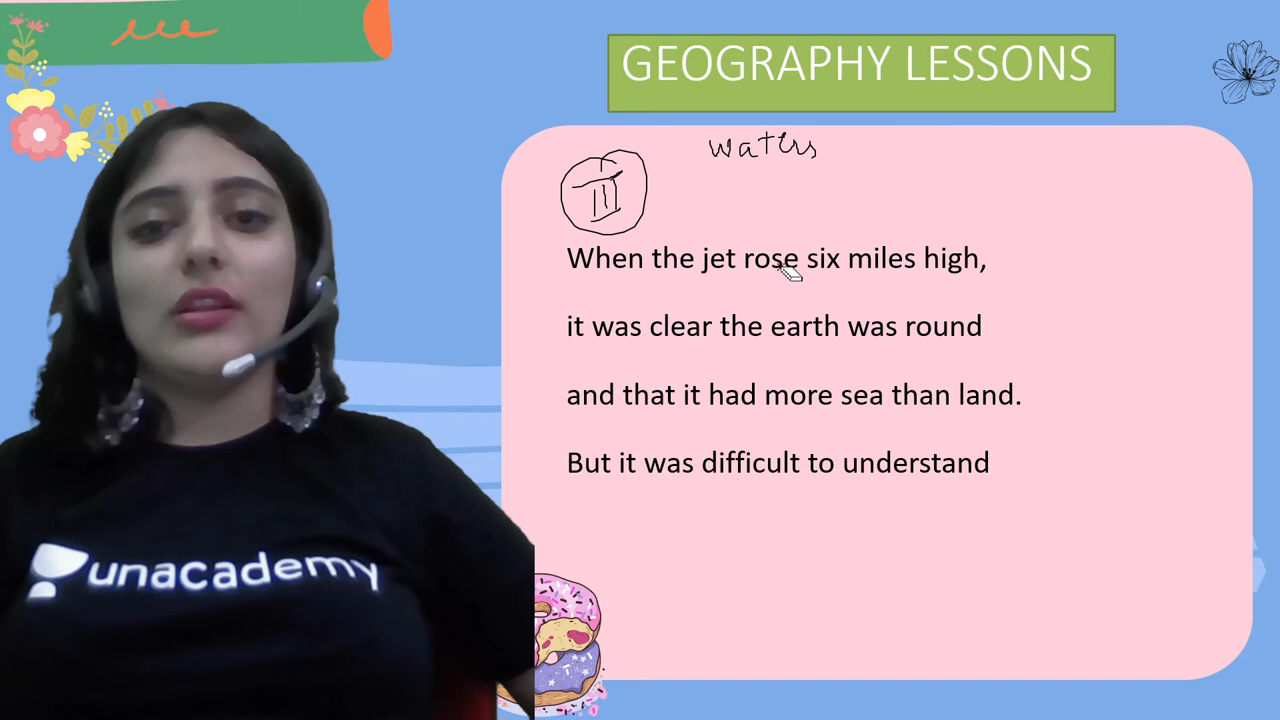 GEOGRAPHY LESSONS
waters
III
When the jet rose six miles high,
it was clear the earth was round
and that it had more sea than land.
But it was difficult to understand
unacademy